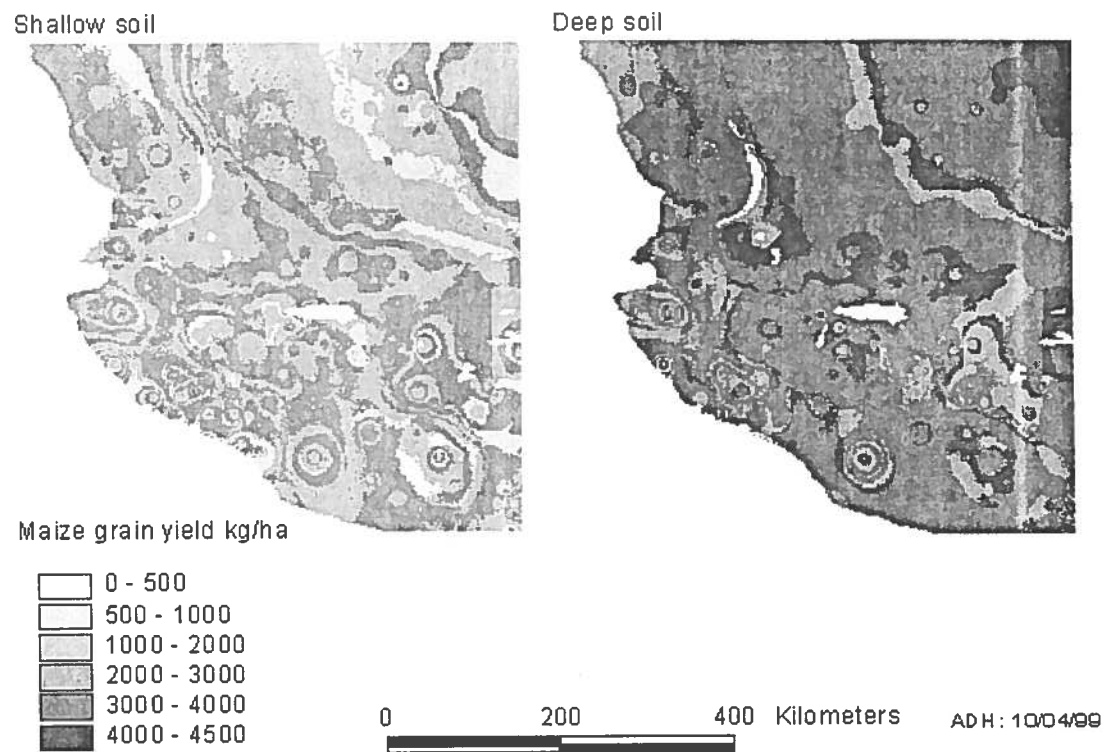 Shallow soil
Deep soil
Maize grain yield kg/ha
0 - 500
500 - 1000
1000 - 2000
2000 - 3000
3000 - 4000
4000 - 4500
0 200 400 Kilometers
ADH: 10/04/99